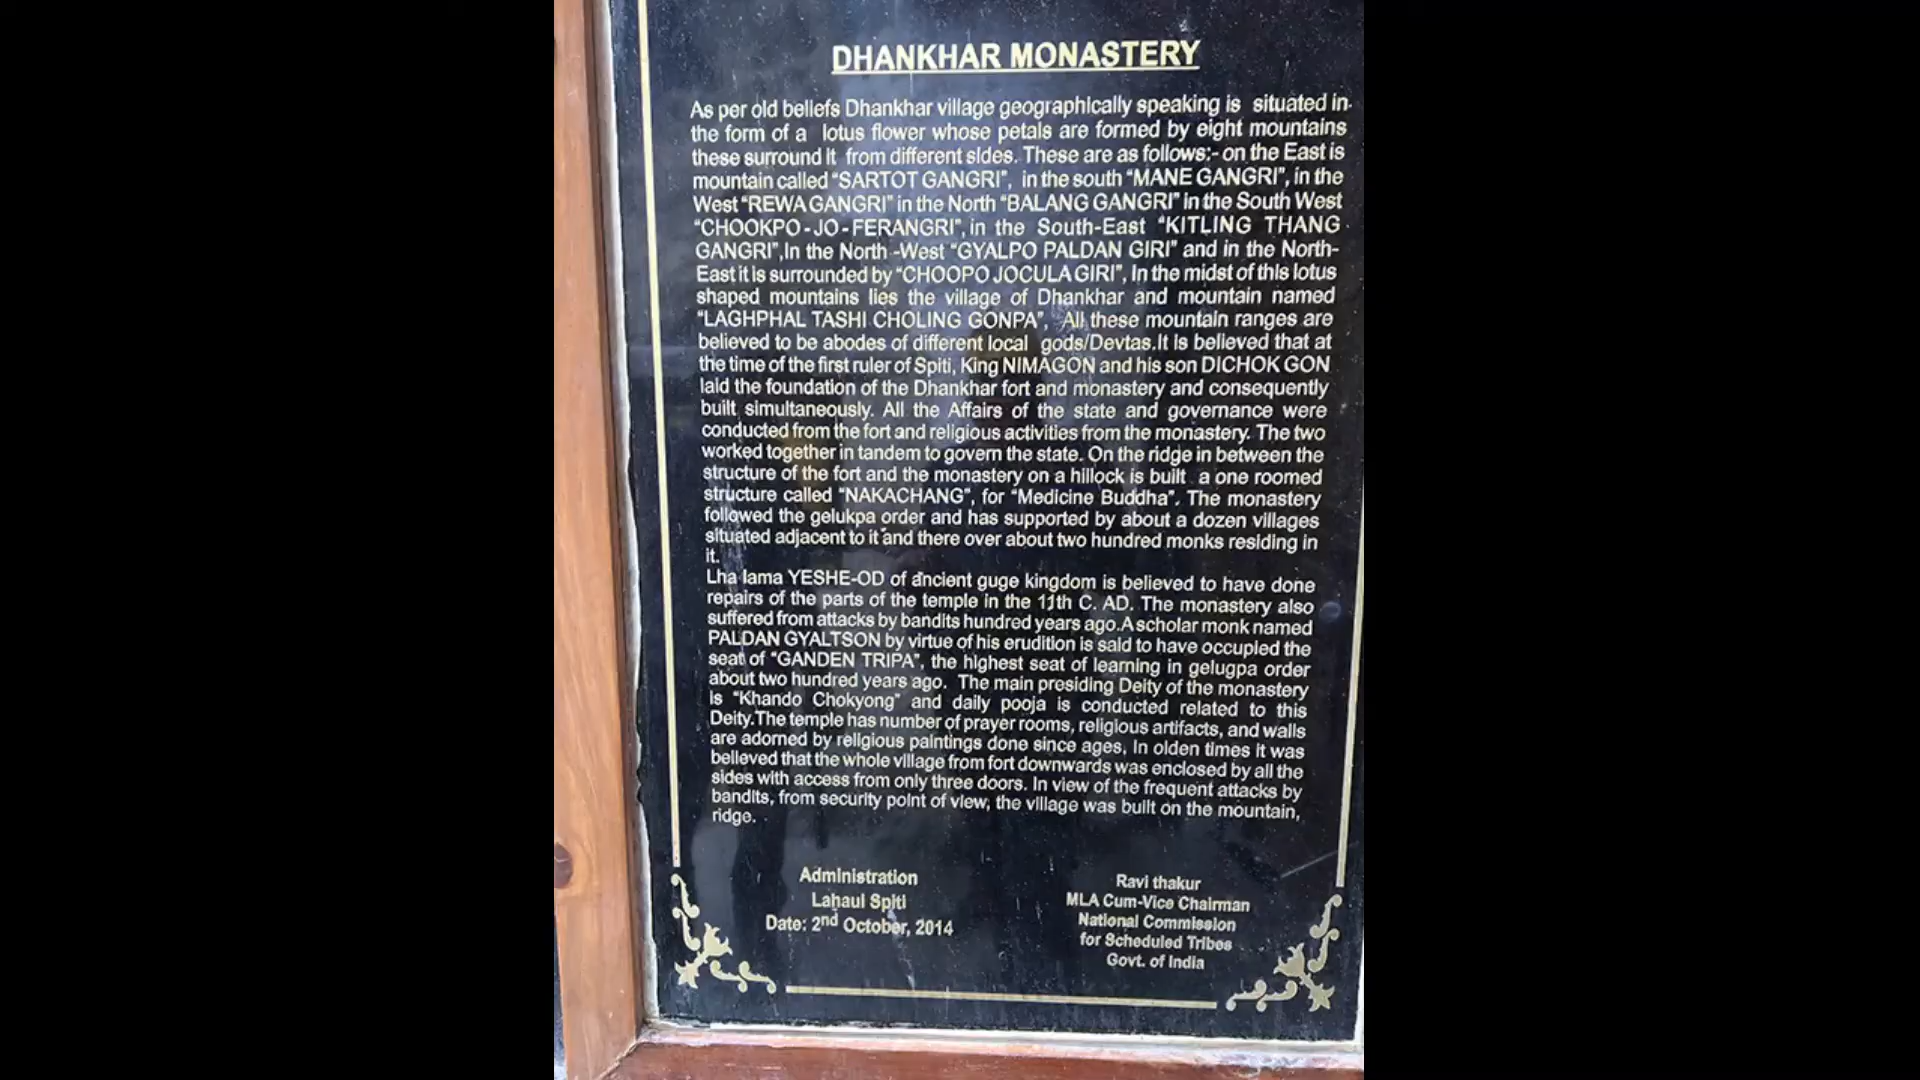 DHANKHAR MONASTERY
As per old beliefs Dhankhar village geographically speaking is situated in
the form of a lotus flower whose petals are formed by eight mountains
these surround it from different sides. These are as follows:- on the East is
mountain called "SARTOT GANGRI", in the south "MANE GANGRI", in the
West "REWA GANGRI" in the North "BALANG GANGRI" in the South West
"CHOOKPO-JO-FERANGRI", in the South-East "KITLING THANG
GANGRI", In the North -West "GYALPO PALDAN GIRI" and in the North-
East it is surrounded by "CHOOPO JOCULA GIRI", In the midst of this lotus
shaped mountains lies the village of Dhankhar and mountain named
"LAGHPHAL TASHI CHOLING GONPA", All these mountain ranges are
believed to be abodes of different local gods/Devtas.It is believed that at
the time of the first ruler of Spiti, King NIMAGON and his son DICHOK GON
laid the foundation of the Dhankhar fort and monastery and consequently
built simultaneously. All the Affairs of the state and governance were
conducted from the fort and religious activities from the monastery. The two
worked together in tandem to govern the state. On the ridge in between the
structure of the fort and the monastery on a hillock is built a one roomed
structure called "NAKACHANG", for "Medicine Buddha". The monastery
followed the gelukpa order and has supported by about a dozen villages
situated adjacent to it and there over about two hundred monks residing in
it.
Lha lama YESHE-OD of ancient guge kingdom is believed to have done
repairs of the parts of the temple in the 11th C. AD. The monastery also
suffered from attacks by bandits hundred years ago.A scholar monk named
PALDAN GYALTSON by virtue of his erudition is said to have occupied the
seat of "GANDEN TRIPA", the highest seat of learning in gelugpa order
about two hundred years ago. The main presiding Deity of the monastery
is "Khando Chokyong" and daily pooja is conducted related to this
Deity.The temple has number of prayer rooms, religious artifacts, and walls
are adorned by religious paintings done since ages, In olden times it was
believed that the whole village from fort downwards was enclosed by all the
sides with access from only three doors. In view of the frequent attacks by
bandits, from security point of view, the village was built on the mountain,
ridge.
Administration
Lahaul Spiti
Date: 2nd October, 2014
Ravi thakur
MLA Cum-Vice Chairman
National Commission
for Scheduled Tribes
Govt. of India